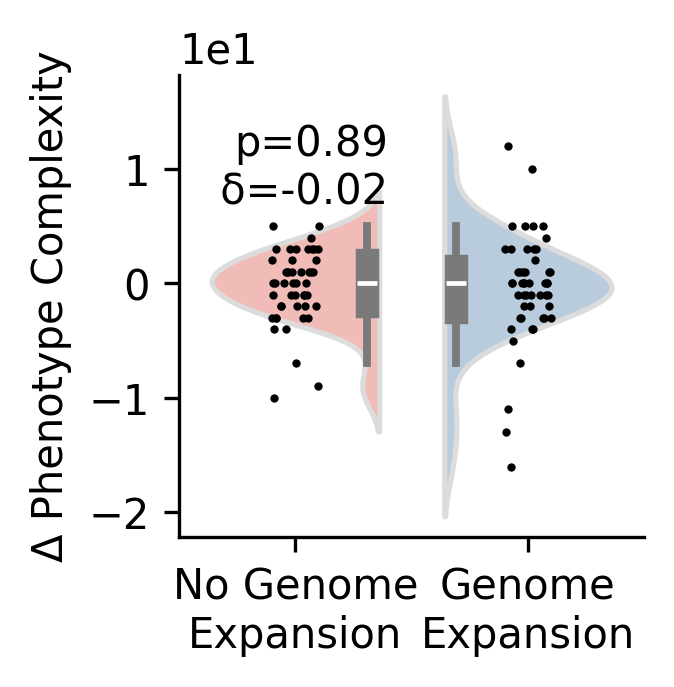 1e1
Δ Phenotype Complexity
p=0.89
δ=-0.02
1
0
−1
−2
No Genome
Expansion
Genome
Expansion